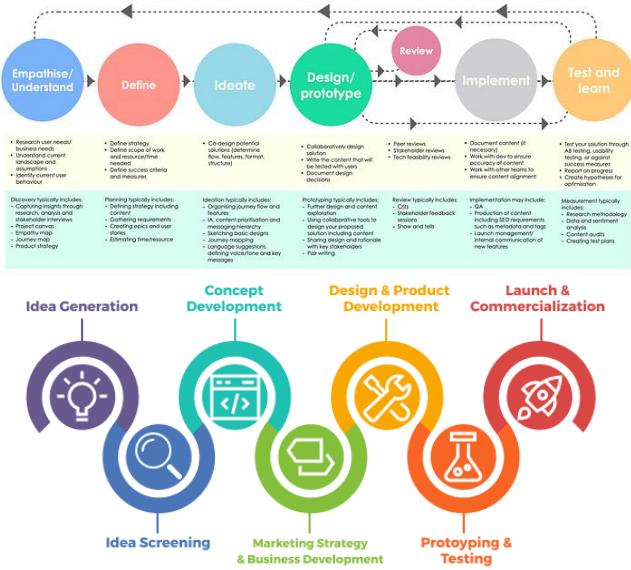 Empathise/
Understand
Define
Ideate
Design/
prototype
Review
Implement
Test and
learn
• Research user needs/
business needs
• Understand current
landscape and
assumptions
• Identify current user
behaviour
• Define strategy
• Define scope of work
and resource/time
needed
• Define success criteria
and measures
• Co-design potential
solutions (determine
flow, features, format,
structure)
• Collaboratively design
solution
• Write the content that will
be tested with users
• Document design
decisions
• Peer reviews
• Stakeholder reviews
• Tech feasibility reviews
• Document content (if
necessary)
• Work with dev to ensure
accuracy of content
• Work with other teams to
ensure content alignment
• Test your solution through
AB testing, usability
testing, or against
success measures
• Report on progress
• Create hypotheses for
optimisation
Discovery typically includes:
- Capturing insights through
research, analysis and
stakeholder interviews
- Project canvas
- Empathy map
- Journey map
- Product strategy
Planning typically includes:
- Defining strategy including
content
- Gathering requirements
- Creating epics and user
stories
- Estimating time/resource
Ideation typically includes:
- Organising journey flow and
features
- IA, content prioritisation and
messaging hierarchy
- Sketching basic designs
- Journey mapping
- Language suggestions,
defining voice/tone and key
messages
Prototyping typically includes:
- Further design and content
exploration
- Using collaborative tools to
design your proposed
solution including content
- Sharing design and rationale
with key stakeholders
- Pair writing
Review typically includes:
- Crits
- Stakeholder feedback
sessions
- Show and tells
Implementation may include:
- QA
- Production of content
including SEO requirements
such as metadata and tags
- Launch management/
internal communication of
new features
Measurement typically
includes:
- Research methodology
- Data and sentiment
analysis
- Content audits
- Creating test plans
Idea Generation
Concept
Development
Design & Product
Development
Launch &
Commercialization
</>
Idea Screening
Marketing Strategy
& Business Development
Protoyping &
Testing